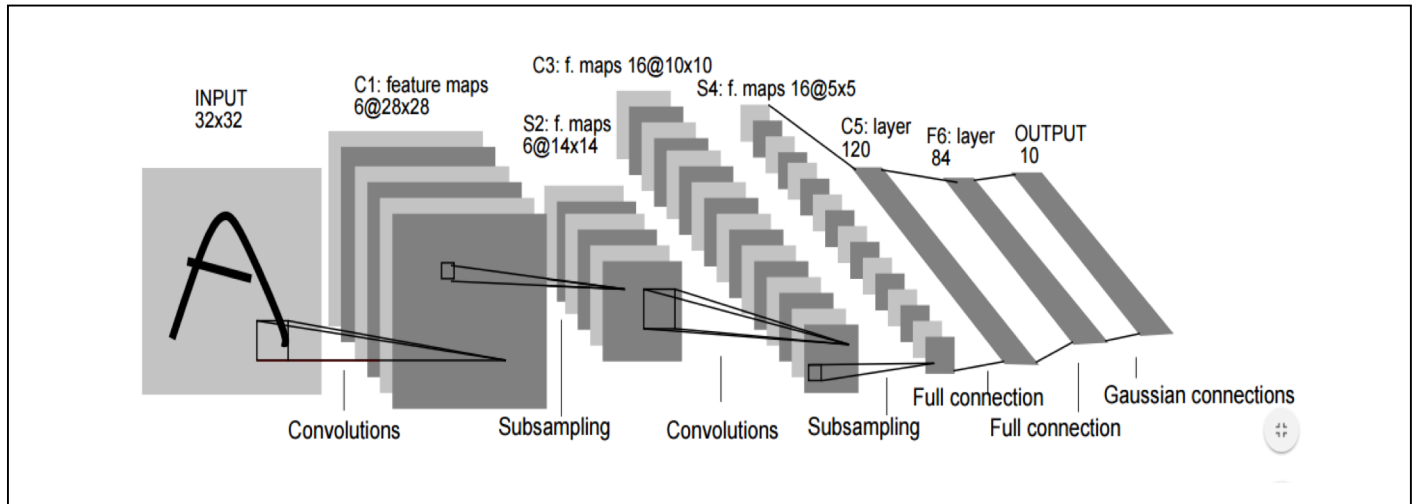 INPUT
32x32
C1: feature maps
6@28x28
S2: f. maps
6@14x14
C3: f. maps 16@10x10
S4: f. maps 16@5x5
C5: layer
120
F6: layer
84
OUTPUT
10
Convolutions
Subsampling
Convolutions
Subsampling
Full connection
Full connection
Gaussian connections